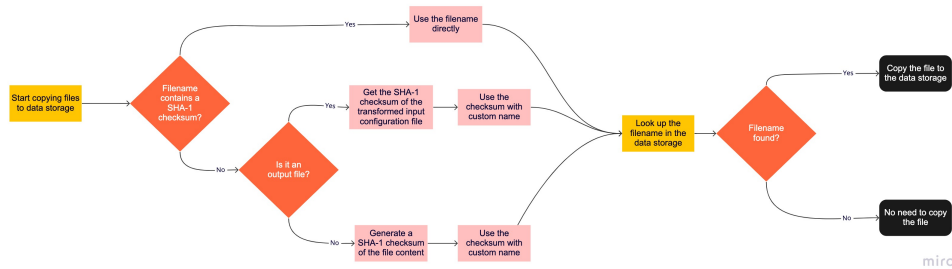 Start copying files
to data storage
Filename
contains a
SHA-1
checksum?
Yes
Use the filename
directly
No
Is it an
output file?
Yes
Get the SHA-1
checksum of the
transformed input
configuration file
Use the
checksum with
custom name
No
Generate a
SHA-1 checksum
of the file content
Use the
checksum with
custom name
Look up the
filename in the
data storage
Filename
found?
Yes
Copy the file to
the data storage
No
No need to copy
the file
miro